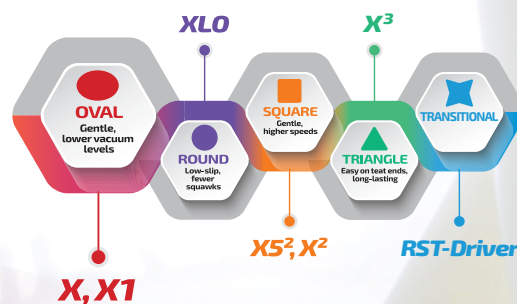 XLO
X³
OVAL
Gentle,
lower vacuum
levels
ROUND
Low-slip,
fewer
squawks
SQUARE
Gentle,
higher speeds
TRIANGLE
Easy on teat ends,
long-lasting
TRANSITIONAL
X, X1
X5², X²
RST-Driver